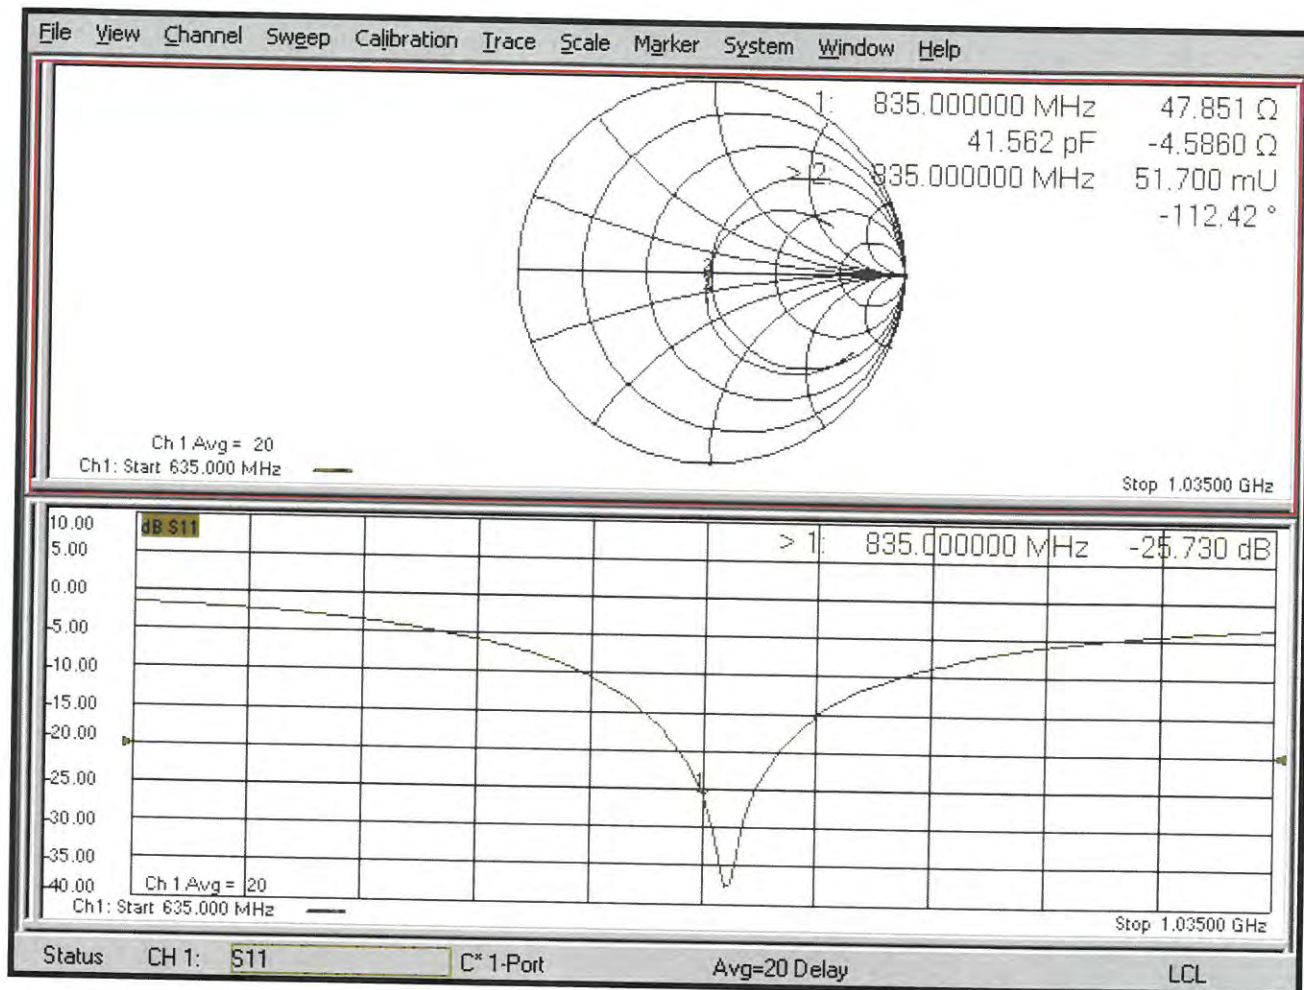 File View Channel Sweep Calibration Trace Scale Marker System Window Help
1: 835.000000 MHz 47.851 Ω
41.562 pF -4.5860 Ω
> 2: 835.000000 MHz 51.700 mU
-112.42 °
Ch 1 Avg = 20
Ch1: Start 635.000 MHz
Stop 1.03500 GHz
10.00
dB S11
> 1: 835.000000 MHz -25.730 dB
5.00
0.00
-5.00
-10.00
-15.00
-20.00
-25.00
1
-30.00
-35.00
-40.00
Ch 1 Avg = 20
Ch1: Start 635.000 MHz
Stop 1.03500 GHz
Status CH 1: S11 C* 1-Port Avg=20 Delay LCL